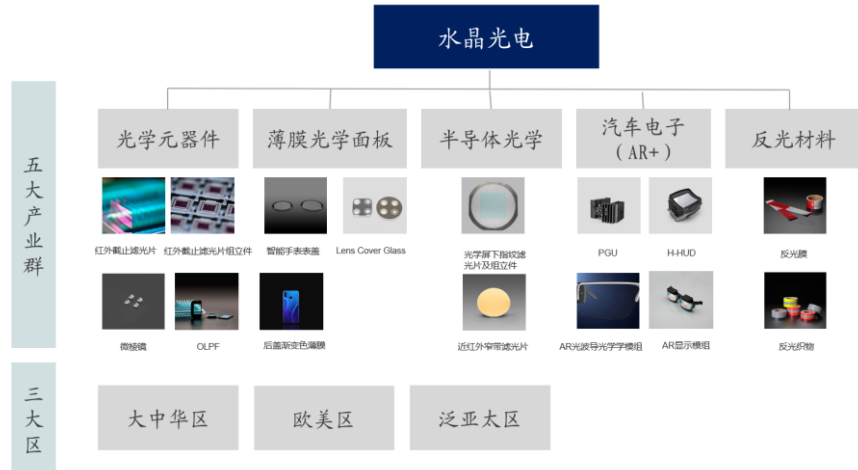 水晶光电
五大产业群
光学元器件
薄膜光学面板
半导体光学
汽车电子
（AR+）
反光材料
红外截止滤光片
红外截止滤光片组立件
智能手表表盖
Lens Cover Glass
光学屏下指纹滤
光片及组立件
PGU
H-HUD
反光膜
微棱镜
OLPF
后盖渐变色薄膜
近红外窄带滤光片
AR光波导光学学模组
AR显示模组
反光织物
三大区
大中华区
欧美区
泛亚太区